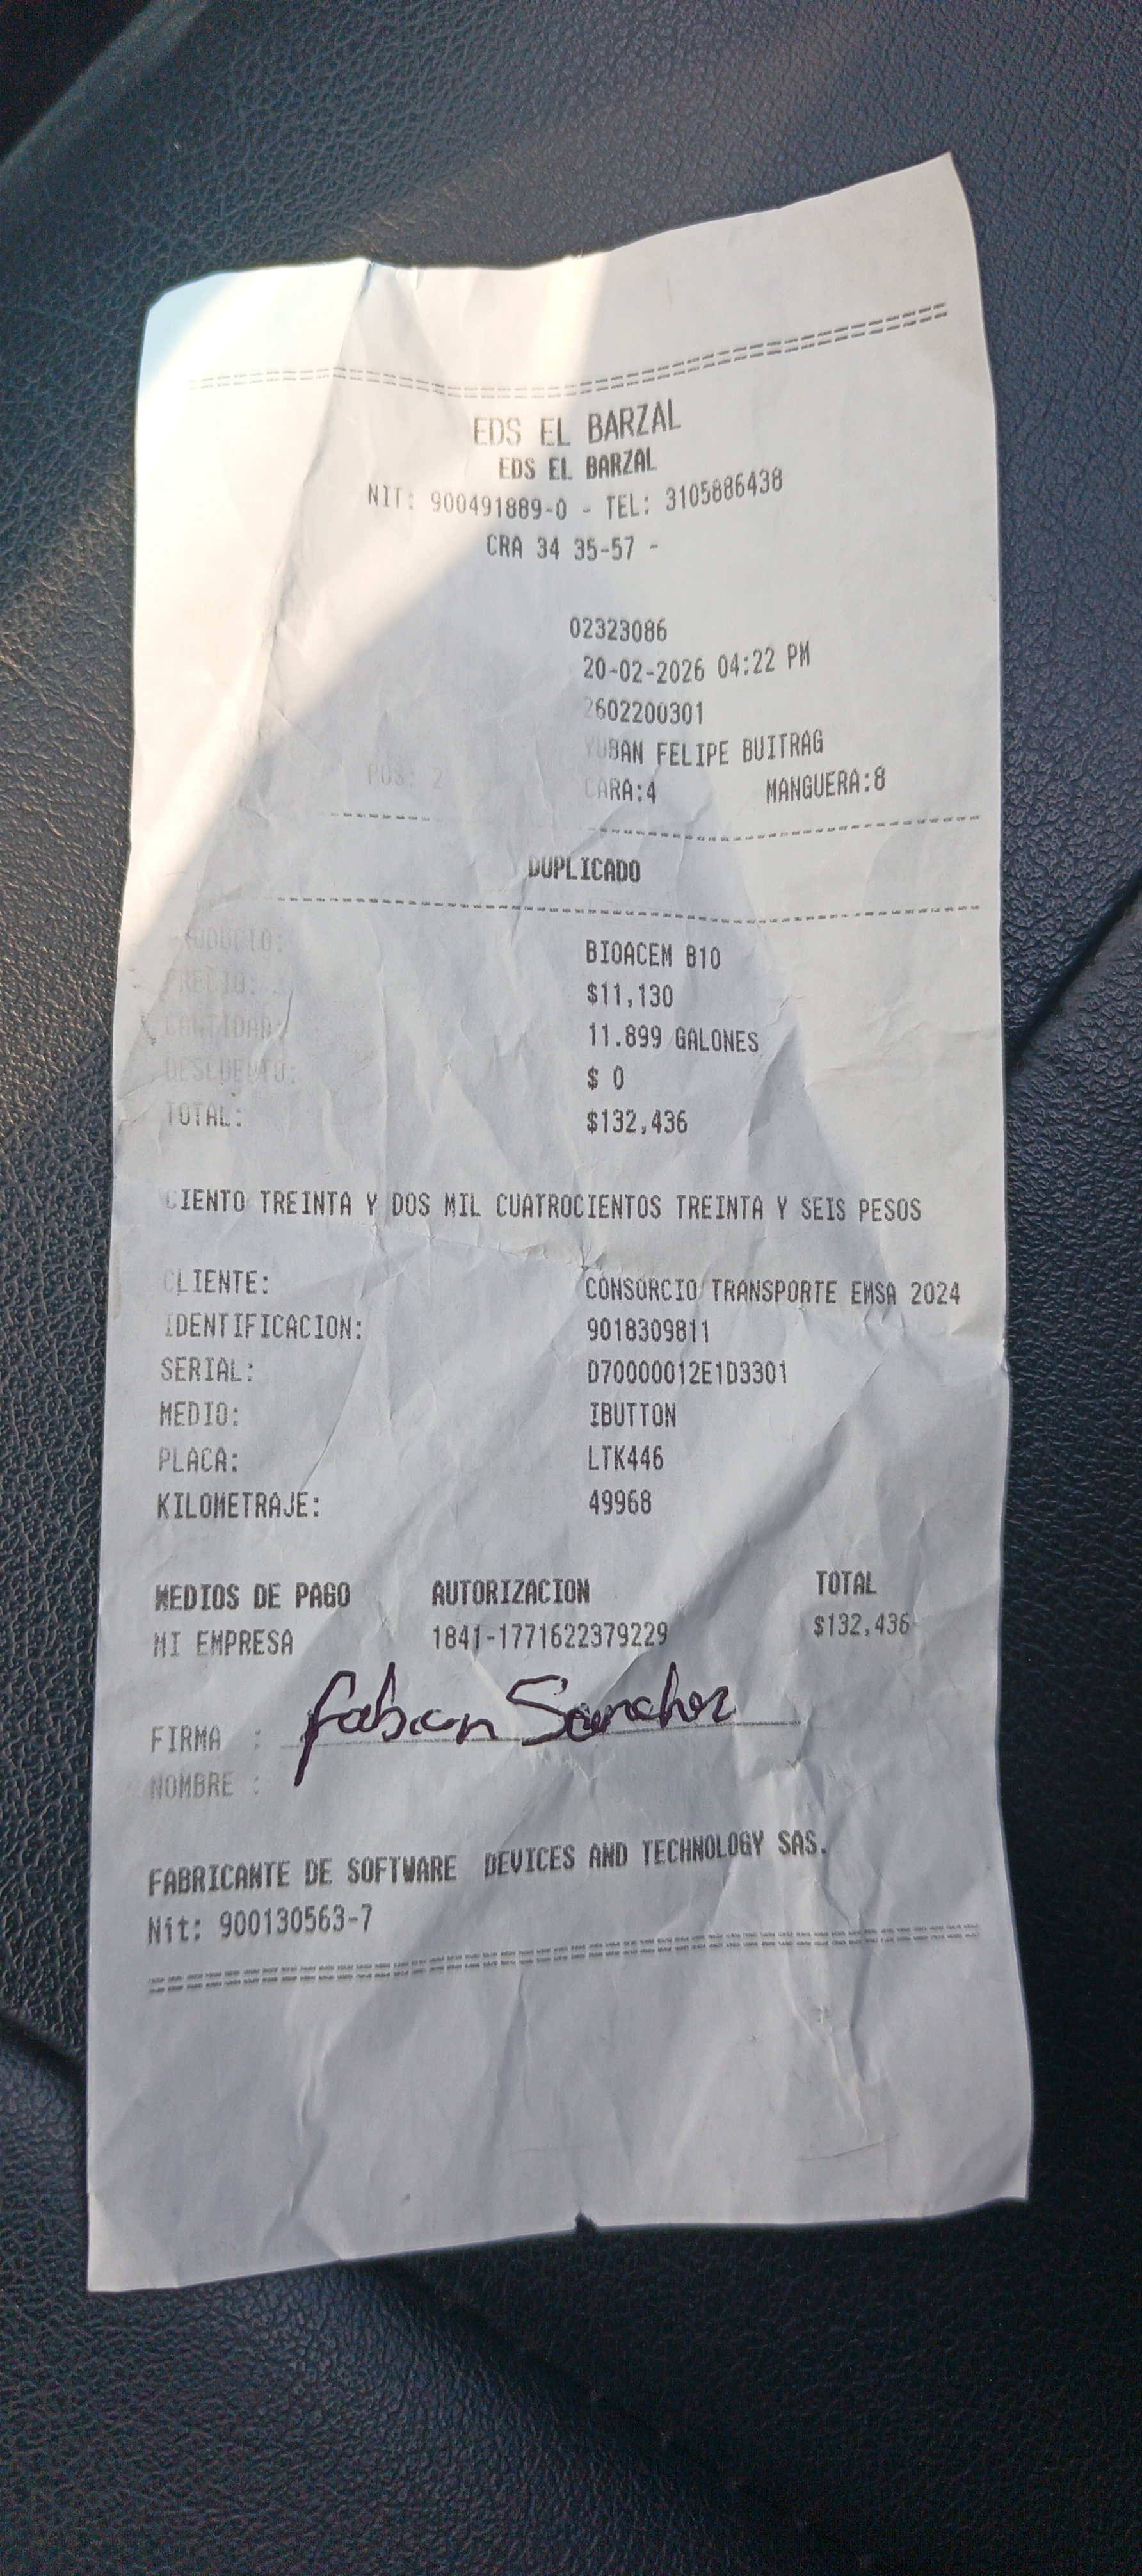 EDS EL BARZAL
EDS EL BARZAL
NIT: 900491889-0 - TEL: 3105886438
CRA 34 35-57 -
02323086
20-02-2026 04:22 PM
2602200301
YUBAN FELIPE BUITRAG
POS: 2 CARA:4 MANGUERA:8
DUPLICADO
PRODUCTO: BIOACEM B10
PRECIO: $11,130
CANTIDAD: 11.899 GALONES
DESCUENTO: $ 0
TOTAL: $132,436
CIENTO TREINTA Y DOS MIL CUATROCIENTOS TREINTA Y SEIS PESOS
CLIENTE: CONSORCIO TRANSPORTE EMSA 2024
IDENTIFICACION: 9018309811
SERIAL: D70000012E1D3301
MEDIO: IBUTTON
PLACA: LTK446
KILOMETRAJE: 49968
MEDIOS DE PAGO AUTORIZACION TOTAL
MI EMPRESA 1841-1771622379229 $132,436
FIRMA : Fabian Sanchez
NOMBRE :
FABRICANTE DE SOFTWARE DEVICES AND TECHNOLOGY SAS.
Nit: 900130563-7